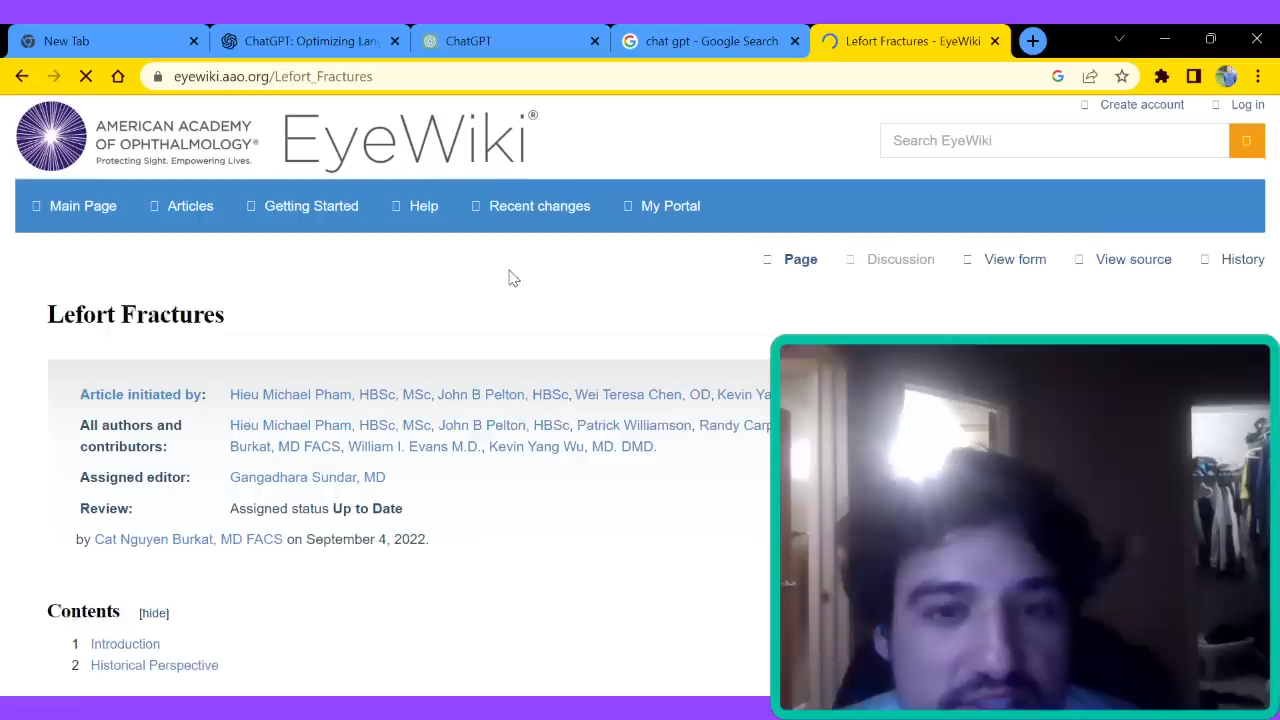 New Tab
ChatGPT: Optimizing Lan
ChatGPT
chat gpt - Google Search
Lefort Fractures - EyeWiki
eyewiki.aao.org/Lefort_Fractures
Create account
Log in
AMERICAN ACADEMY
OF OPHTHALMOLOGY®
Protecting Sight. Empowering Lives.
EyeWiki®
Search EyeWiki
Main Page
Articles
Getting Started
Help
Recent changes
My Portal
Page
Discussion
View form
View source
History
Lefort Fractures
Article initiated by: Hieu Michael Pham, HBSc, MSc, John B Pelton, HBSc, Wei Teresa Chen, OD, Kevin Ya
All authors and Hieu Michael Pham, HBSc, MSc, John B Pelton, HBSc, Patrick Williamson, Randy Carp
contributors: Burkat, MD FACS, William I. Evans M.D., Kevin Yang Wu, MD. DMD.
Assigned editor: Gangadhara Sundar, MD
Review: Assigned status Up to Date
by Cat Nguyen Burkat, MD FACS on September 4, 2022.
Contents [hide]
1 Introduction
2 Historical Perspective